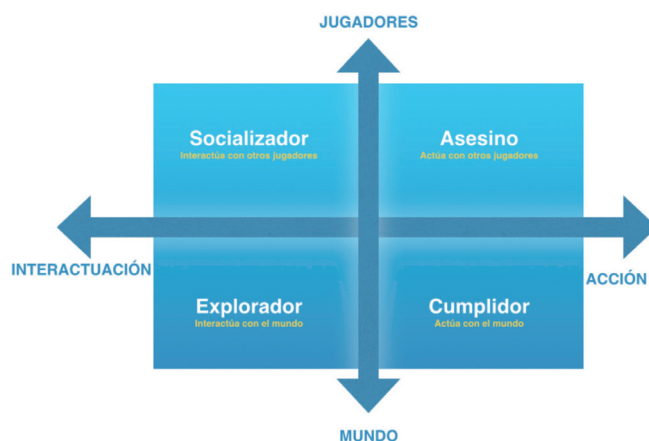 JUGADORES
Socializador
Interactúa con otros jugadores
Asesino
Actúa con otros jugadores
INTERACTUACIÓN
ACCIÓN
Explorador
Interactúa con el mundo
Cumplidor
Actúa con el mundo
MUNDO